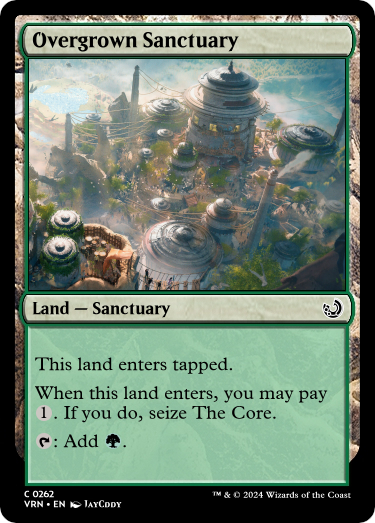 Overgrown Sanctuary
Land — Sanctuary
This land enters tapped.
When this land enters, you may pay
1. If you do, seize The Core.
: Add .
C 0262
VRN • EN JayCddy
™ & © 2024 Wizards of the Coast